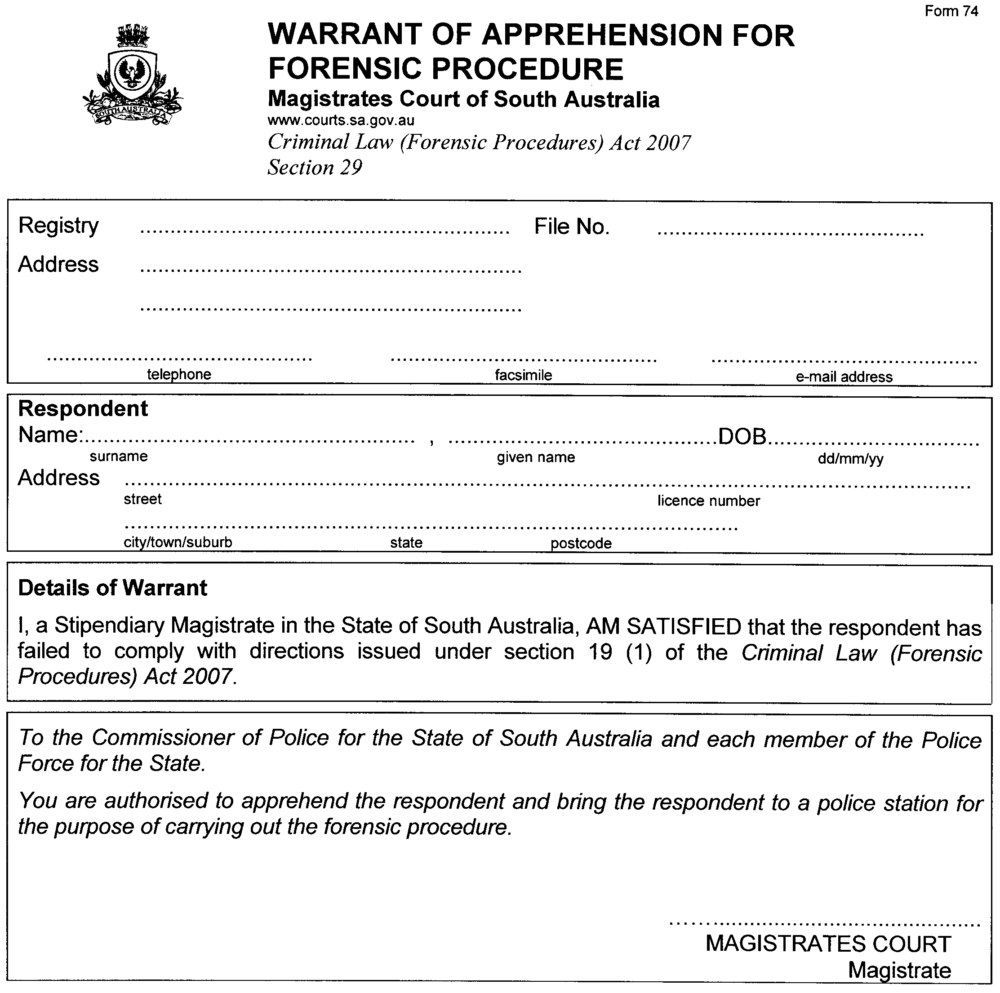 Form 74
WARRANT OF APPREHENSION FOR
FORENSIC PROCEDURE
Magistrates Court of South Australia
www.courts.sa.gov.au
Criminal Law (Forensic Procedures) Act 2007
Section 29
SOUTH AUSTRALIA
Registry ............................................................ File No. ............................................
Address ..............................................................
..............................................................
........................................... ........................................... ...........................................
telephone facsimile e-mail address
Respondent
Name:...................................................... , ...........................................DOB..................................
surname given name dd/mm/yy
Address ..........................................................................................................................................
street licence number
....................................................................................................
city/town/suburb state postcode
Details of Warrant
I, a Stipendiary Magistrate in the State of South Australia, AM SATISFIED that the respondent has
failed to comply with directions issued under section 19 (1) of the Criminal Law (Forensic
Procedures) Act 2007.
To the Commissioner of Police for the State of South Australia and each member of the Police
Force for the State.
You are authorised to apprehend the respondent and bring the respondent to a police station for
the purpose of carrying out the forensic procedure.
...................................................
MAGISTRATES COURT
Magistrate